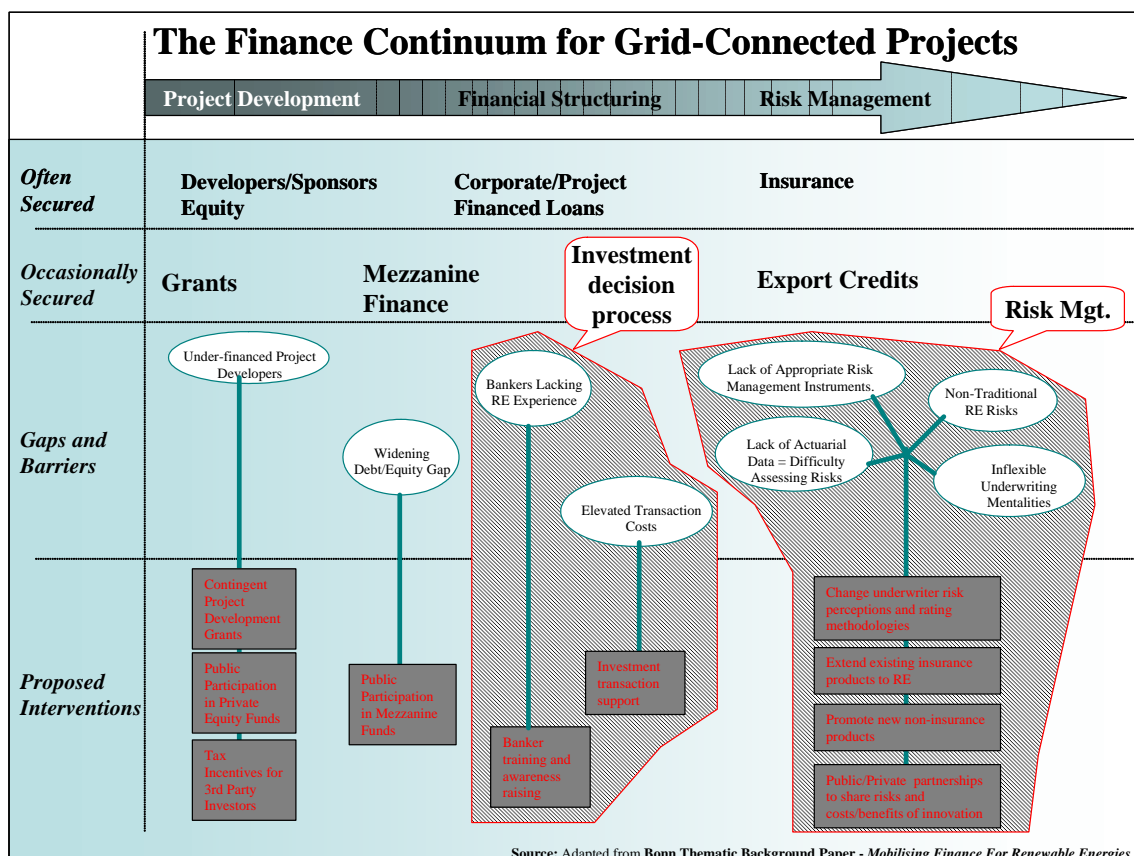 The Finance Continuum for Grid-Connected Projects
Project Development
Financial Structuring
Risk Management
Often
Secured
Developers/Sponsors
Equity
Corporate/Project
Financed Loans
Insurance
Occasionally
Secured
Grants
Mezzanine
Finance
Investment
decision
process
Export Credits
Risk Mgt.
Gaps and
Barriers
Under-financed Project
Developers
Widening
Debt/Equity Gap
Bankers Lacking
RE Experience
Elevated Transaction
Costs
Lack of Appropriate Risk
Management Instruments.
Non-Traditional
RE Risks
Lack of Actuarial
Data = Difficulty
Assessing Risks
Inflexible
Underwriting
Mentalities
Proposed
Interventions
Contingent
Project
Development
Grants
Public
Participation
in Private
Equity Funds
Tax
Incentives for
3rd Party
Investors
Public
Participation
in Mezzanine
Funds
Banker
training and
awareness
raising
Investment
transaction
support
Change underwriter risk
perceptions and rating
methodologies
Extend existing insurance
products to RE
Promote new non-insurance
products
Public/Private partnerships
to share risks and
costs/benefits of innovation
Source: Adapted from Bonn Thematic Background Paper - Mobilising Finance For Renewable Energies